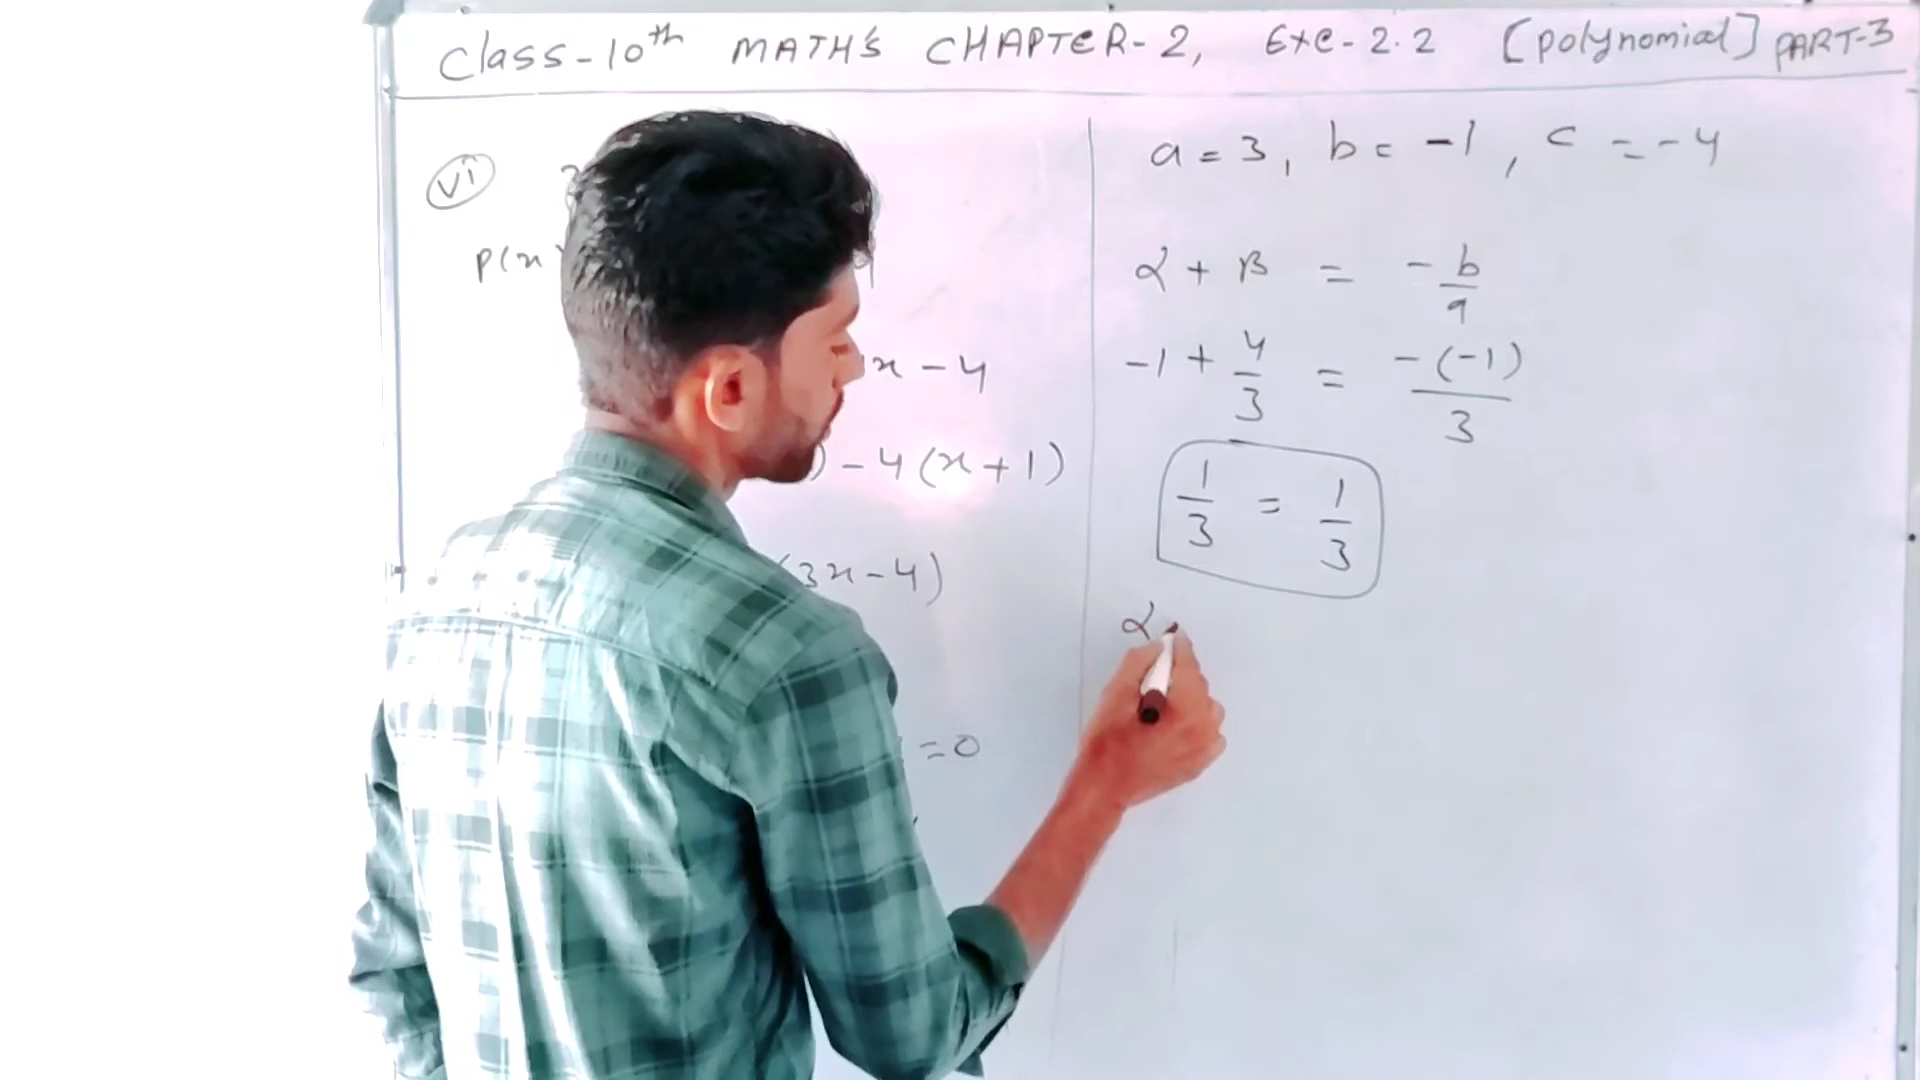 Class-10th MATH'S CHAPTER-2, Exe-2.2 [polynomial] PART-3
(vi)
p(x)
x - 4
) - 4(x+1)
(3x-4)
=0
a = 3, b = -1, c = -4
α + β = -b/a
-1 + 4/3 = -(-1)/3
1/3 = 1/3
α